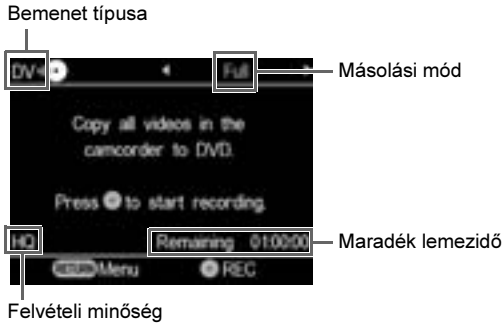 Bemenet típusa
DV
Full
Másolási mód
Copy all videos in the
camcorder to DVD.
Press to start recording.
HQ
Remaining 01:00:00
Maradék lemezidő
Menu
REC
Felvételi minőség